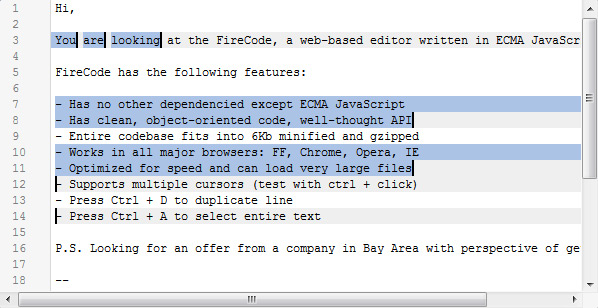 1 Hi,
2
3 You are looking at the FireCode, a web-based editor written in ECMA JavaScr
4
5 FireCode has the following features:
6
7 - Has no other dependencied except ECMA JavaScript
8 - Has clean, object-oriented code, well-thought API
9 - Entire codebase fits into 6Kb minified and gzipped
10 - Works in all major browsers: FF, Chrome, Opera, IE
11 - Optimized for speed and can load very large files
12 - Supports multiple cursors (test with ctrl + click)
13 - Press Ctrl + D to duplicate line
14 - Press Ctrl + A to select entire text
15
16 P.S. Looking for an offer from a company in Bay Area with perspective of ge
17
18 --